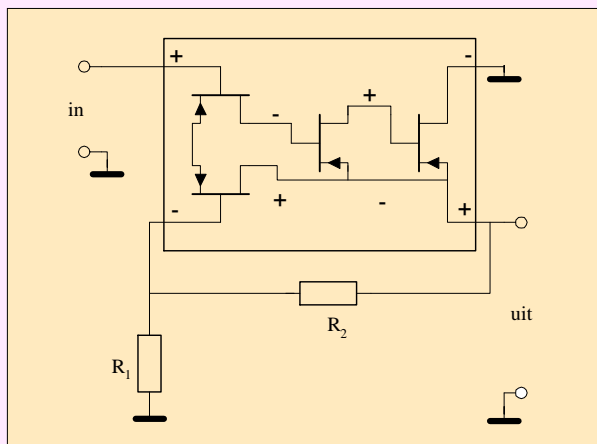 +
-
in
-
+
-
+
-
+
R2
uit
R1